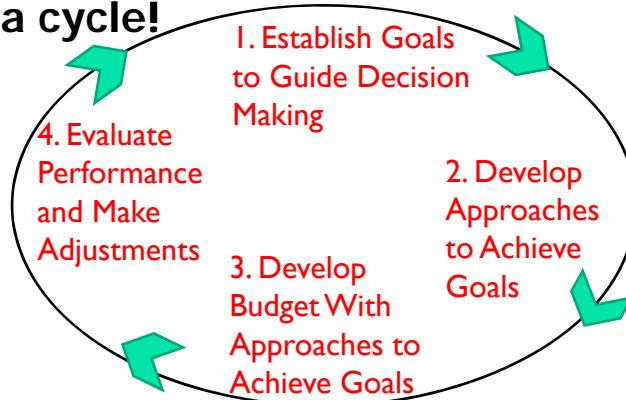 a cycle!
1. Establish Goals
to Guide Decision
Making
2. Develop
Approaches
to Achieve
Goals
3. Develop
Budget With
Approaches to
Achieve Goals
4. Evaluate
Performance
and Make
Adjustments